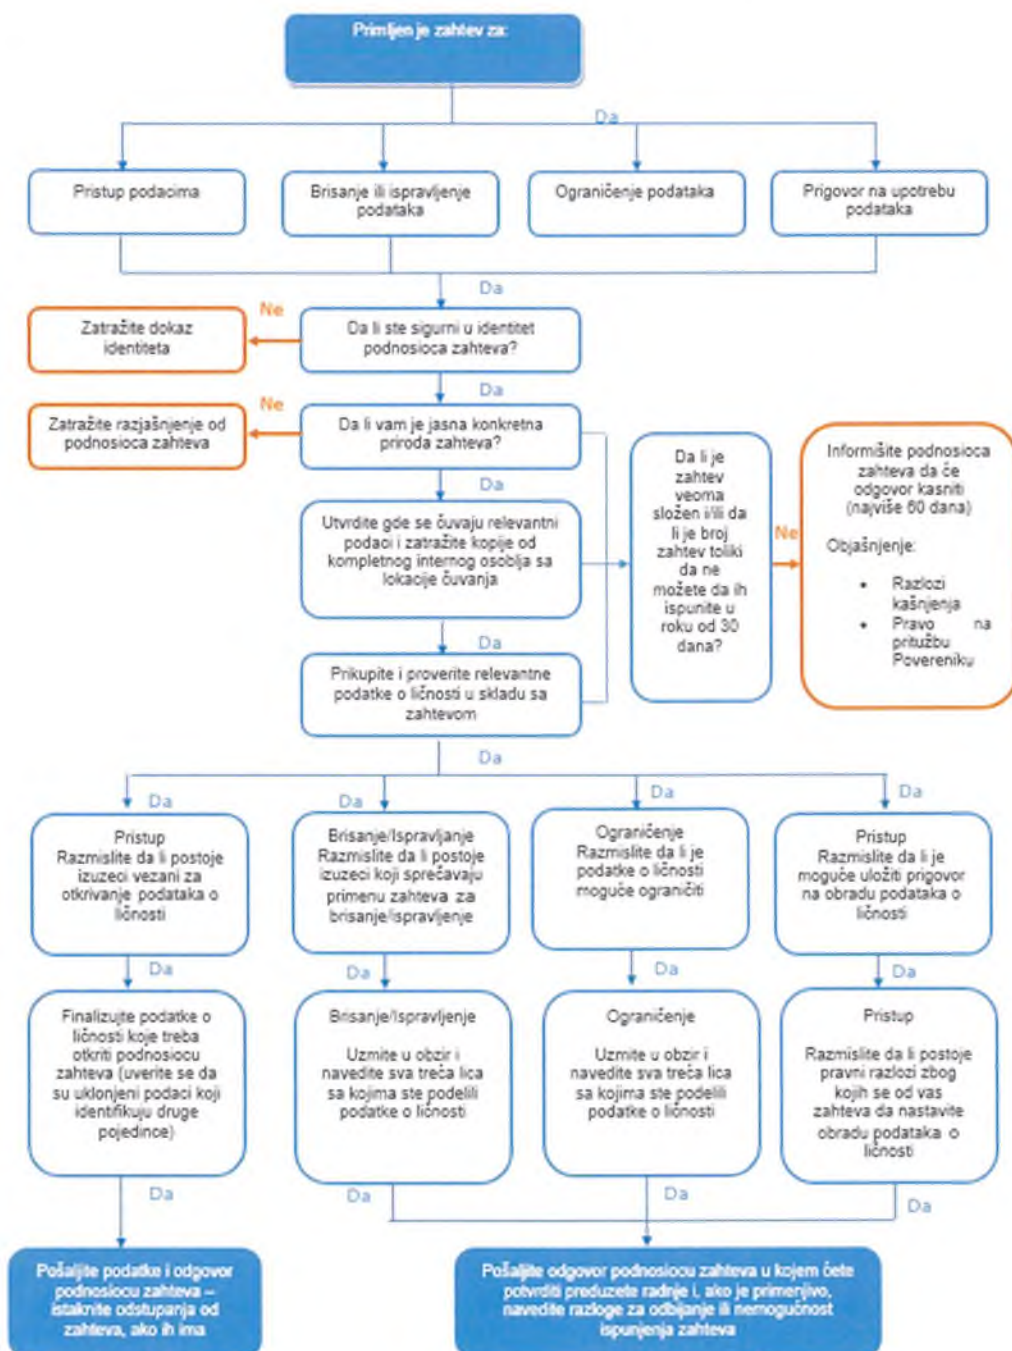 Primljen je zahtev za:
Da
Pristup podacima
Brisanje ili ispravljenje
podataka
Ograničenje podataka
Prigovor na upotrebu
podataka
Da
Ne
Zatražite dokaz
identiteta
Da li ste sigurni u identitet
podnosioca zahteva?
Da
Ne
Zatražite razjašnjenje od
podnosioca zahteva
Da li vam je jasna konkretna
priroda zahteva?
Da
Utvrdite gde se čuvaju relevantni
podaci i zatražite kopije od
kompletnog internog osoblja sa
lokacije čuvanja
Da
Prikupite i proverite relevantne
podatke o ličnosti u skladu sa
zahtevom
Da li je
zahtev
veoma
složen i/ili da
li je broj
zahtev toliki
da ne
možete da ih
ispunite u
roku od 30
dana?
Ne
Informišite podnosioca
zahteva da će
odgovor kasniti
(najviše 60 dana)
Objašnjenje:
• Razlozi
kašnjenja
• Pravo na
pritužbu
Povereniku
Da
Da
Da
Da
Da
Pristup
Razmislite da li postoje
izuzeci vezani za
otkrivanje podataka o
ličnosti
Brisanje/Ispravljanje
Razmislite da li postoje
izuzeci koji sprečavaju
primenu zahteva za
brisanje/ispravljenje
Ograničenje
Razmislite da li je
podatke o ličnosti
moguće ograničiti
Pristup
Razmislite da li je
moguće uložiti prigovor
na obradu podataka o
ličnosti
Da
Da
Da
Da
Finalizujte podatke o
ličnosti koje treba
otkriti podnosiocu
zahteva (uverite se da
su uklonjeni podaci koji
identifikuju druge
pojedince)
Brisanje/Ispravljenje
Uzmite u obzir i
navedite sva treća lica
sa kojima ste podelili
podatke o ličnosti
Ograničenje
Uzmite u obzir i
navedite sva treća lica
sa kojima ste podelili
podatke o ličnosti
Pristup
Razmislite da li postoje
pravni razlozi zbog
kojih se od vas
zahteva da nastavite
obradu podataka o
ličnosti
Da
Da
Da
Da
Pošaljite podatke i odgovor
podnosiocu zahteva –
istaknite odstupanja od
zahteva, ako ih ima
Pošaljite odgovor podnosiocu zahteva u kojem ćete
potvrditi preduzete radnje i, ako je primenjivo,
navedite razloge za odbijanje ili nemogućnost
ispunjenja zahteva